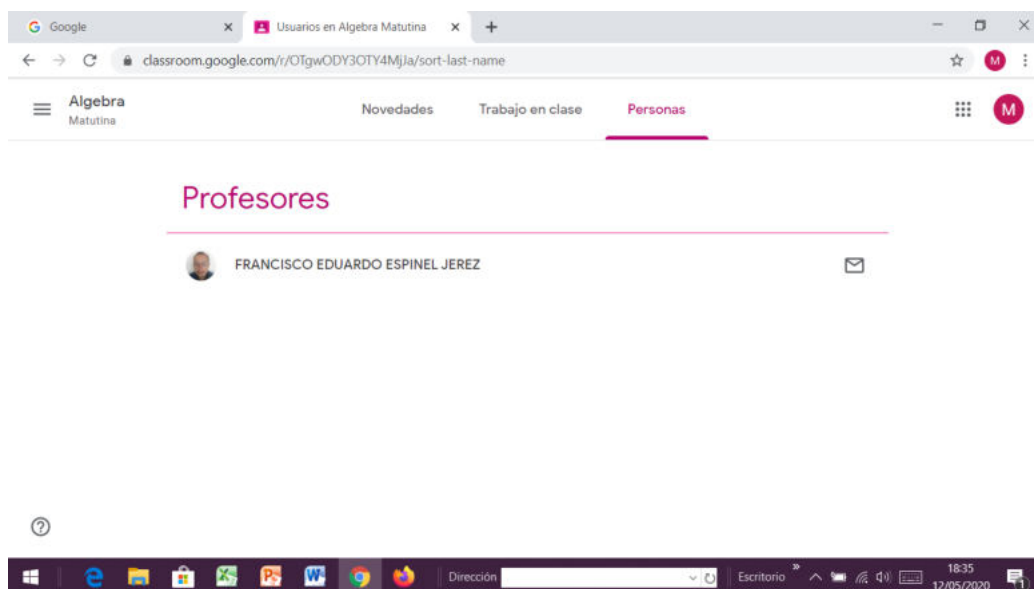 Google
Usuarios en Algebra Matutina
classroom.google.com/r/OTgwODY3OTY4MjJa/sort-last-name
M
Algebra
Matutina
Novedades
Trabajo en clase
Personas
M
Profesores
FRANCISCO EDUARDO ESPINEL JEREZ
Dirección
Escritorio
18:35
12/05/2020
1